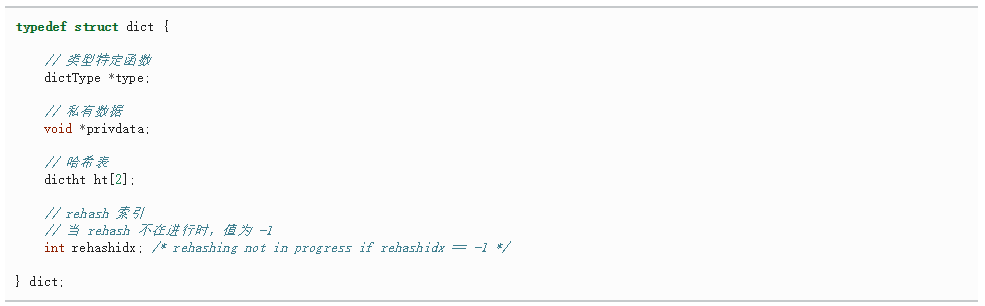 typedef struct dict {
// 类型特定函数
dictType *type;
// 私有数据
void *privdata;
// 哈希表
dictht ht[2];
// rehash 索引
// 当 rehash 不在进行时，值为 -1
int rehashidx; /* rehashing not in progress if rehashidx == -1 */
} dict;